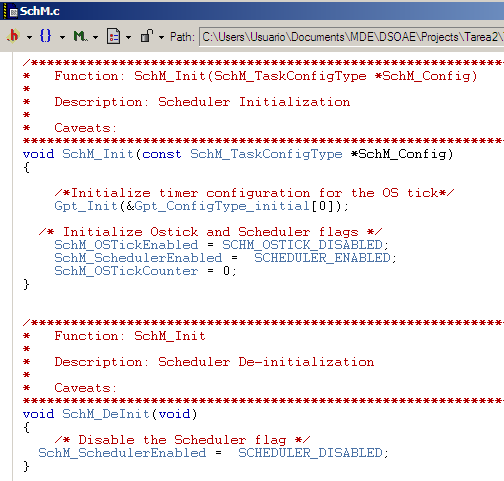 SchM.c
.h {} M. Path: C:\Users\Usuario\Documents\MDE\DSOAE\Projects\Tarea2\
/***********************************************************
* Function: SchM_Init(SchM_TaskConfigType *SchM_Config)
*
* Description: Scheduler Initialization
*
* Caveats:
************************************************************
void SchM_Init(const SchM_TaskConfigType *SchM_Config)
{
/*Initialize timer configuration for the OS tick*/
Gpt_Init(&Gpt_ConfigType_initial[0]);
/* Initialize Ostick and Scheduler flags */
SchM_OSTickEnabled = SCHM_OSTICK_DISABLED;
SchM_SchedulerEnabled = SCHEDULER_ENABLED;
SchM_OSTickCounter = 0;
}
/***********************************************************
* Function: SchM_Init
*
* Description: Scheduler De-initialization
*
* Caveats:
************************************************************
void SchM_DeInit(void)
{
/* Disable the Scheduler flag */
SchM_SchedulerEnabled = SCHEDULER_DISABLED;
}